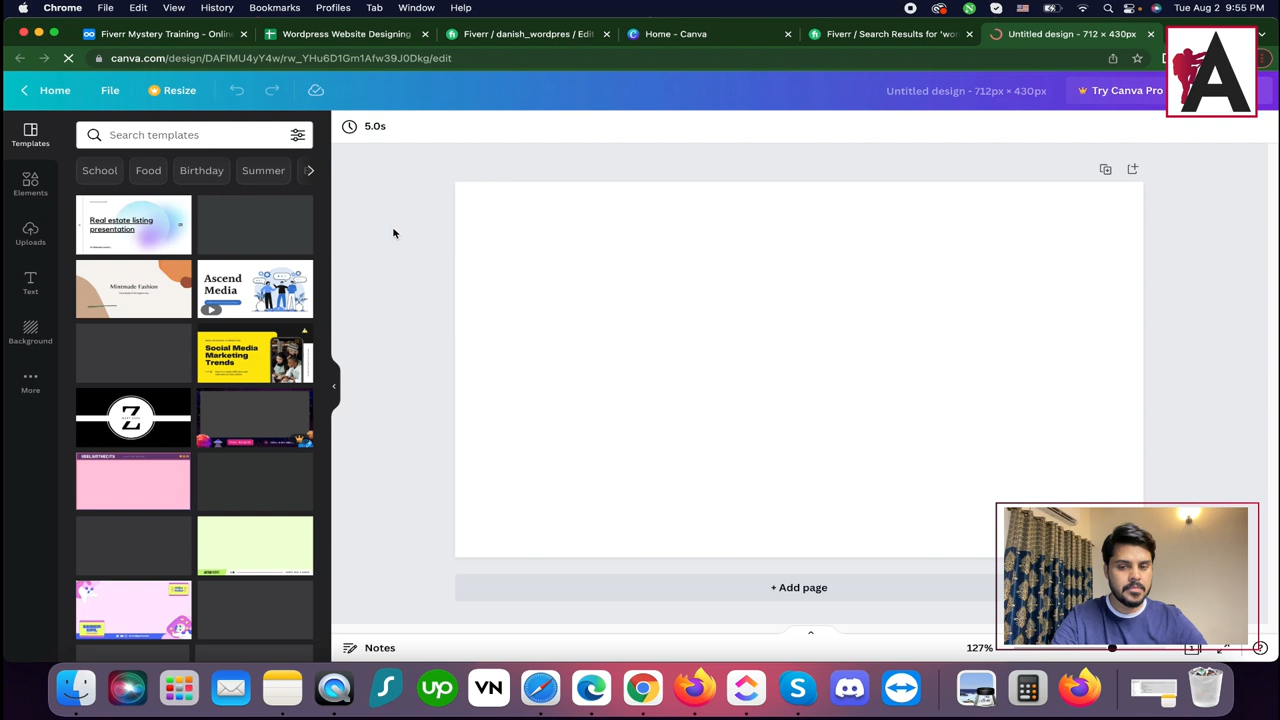 Chrome File Edit View History Bookmarks Profiles Tab Window Help Tue Aug 2 9:55 PM
Fiverr Mystery Training - Onlin
Wordpress Website Designing
Fiverr / danish_wordpres / Edit
Home - Canva
Fiverr / Search Results for 'wor
Untitled design - 712 × 430px
canva.com/design/DAFIMU4yY4w/rw_YHu6D1Gm1Afw39J0Dkg/edit
A
Home File Resize Untitled design - 712px × 430px Try Canva Pro
Templates
Search templates
5.0s
School Food Birthday Summer
Elements
Real estate listing
presentation
Uploads
Mintmade Fashion
Ascend
Media
Text
Background
Social Media
Marketing
Trends
More
Z
+ Add page
Notes 127%
up
VN